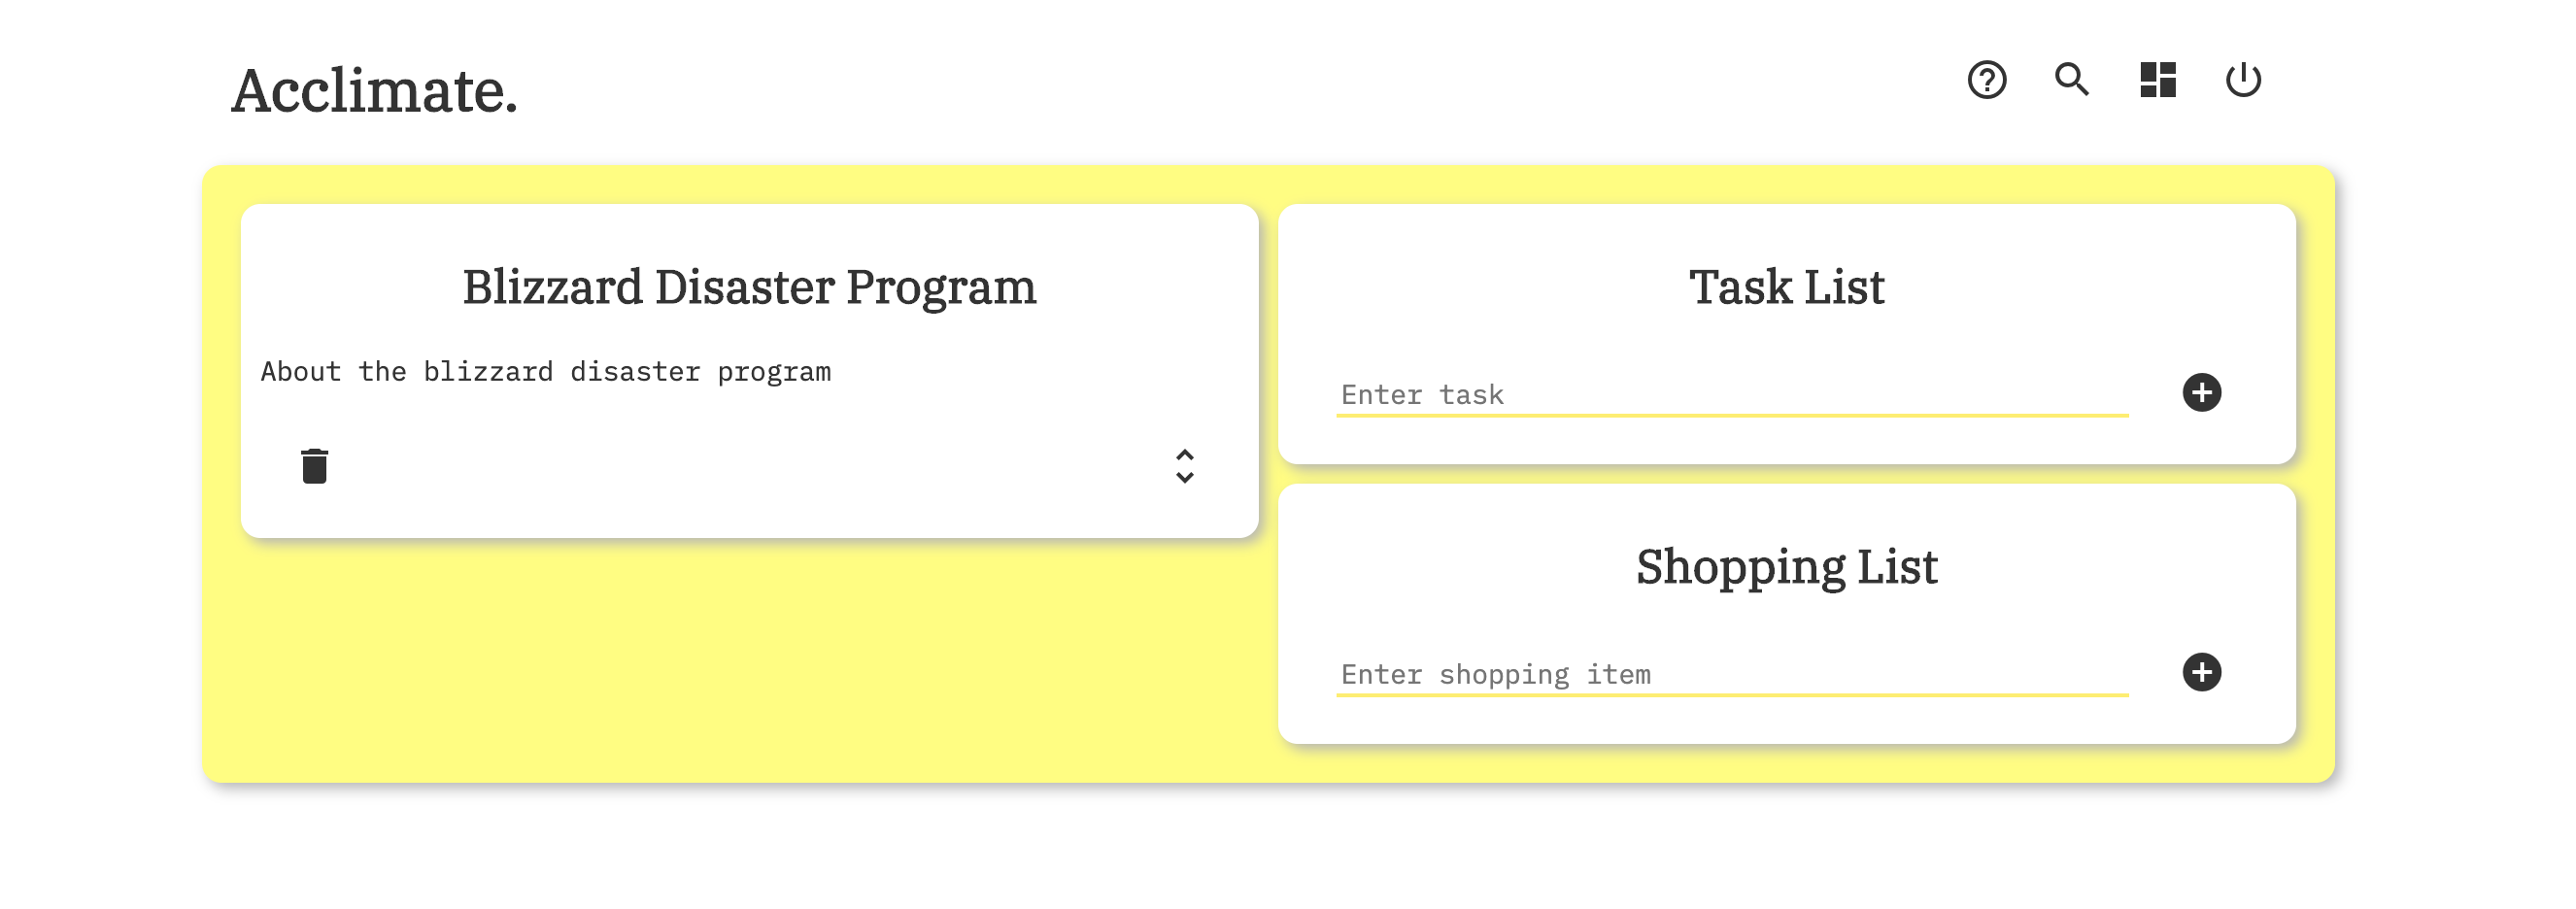 Acclimate.
Blizzard Disaster Program
About the blizzard disaster program
Task List
Enter task
Shopping List
Enter shopping item